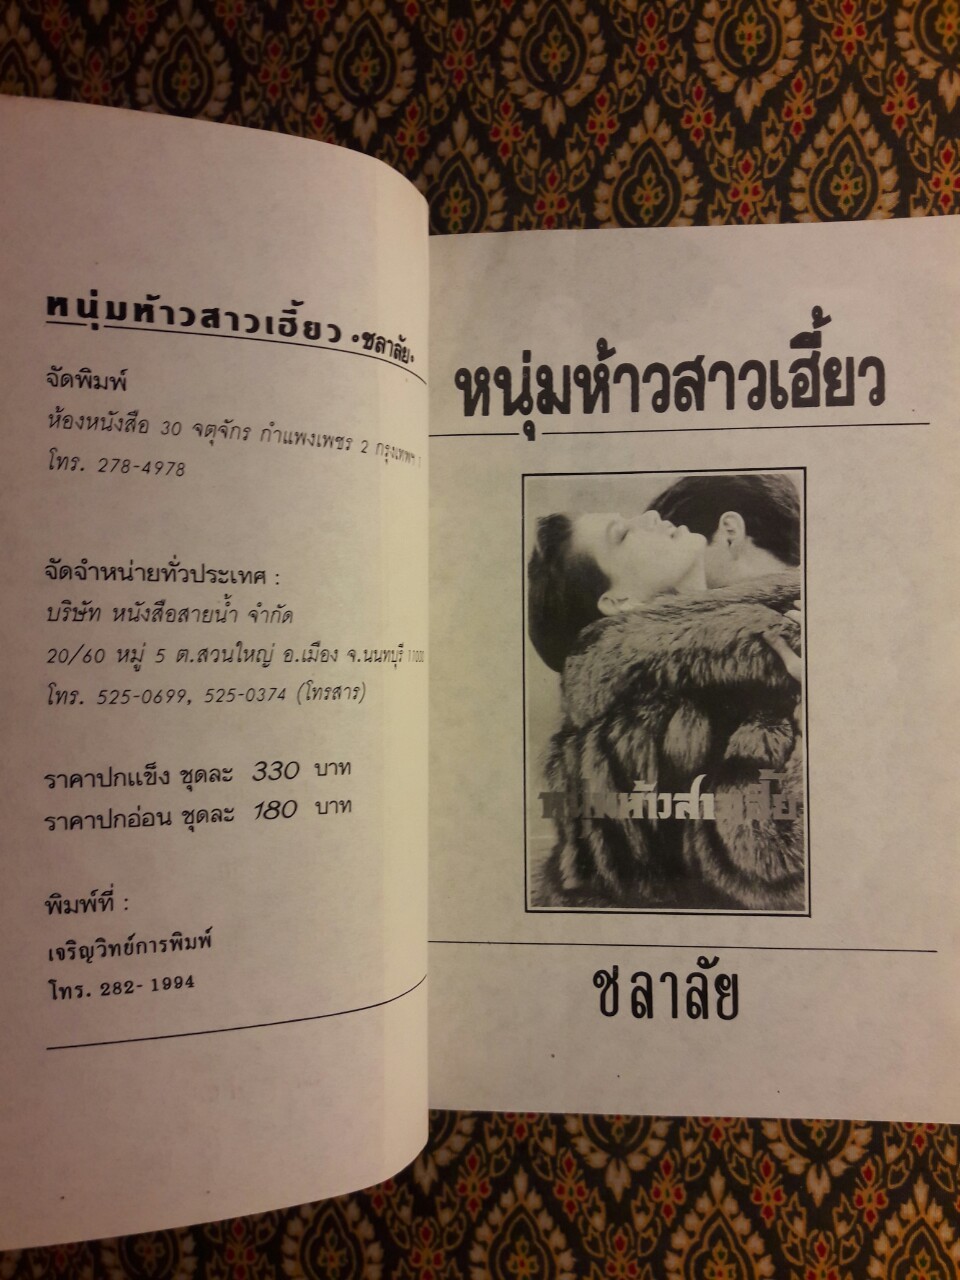 หนุ่มห้าวสาวเฮี้ยว •ชลาลัย•
จัดพิมพ์
ห้องหนังสือ 30 จตุจักร กำแพงเพชร 2 กรุงเทพฯ
โทร. 278-4978
จัดจำหน่ายทั่วประเทศ :
บริษัท หนังสือสายน้ำ จำกัด
20/60 หมู่ 5 ต.สวนใหญ่ อ.เมือง จ.นนทบุรี 11000
โทร. 525-0699, 525-0374 (โทรสาร)
ราคาปกแข็ง ชุดละ 330 บาท
ราคาปกอ่อน ชุดละ 180 บาท
พิมพ์ที่ :
เจริญวิทย์การพิมพ์
โทร. 282-1994
หนุ่มห้าวสาวเฮี้ยว
ชลาลัย